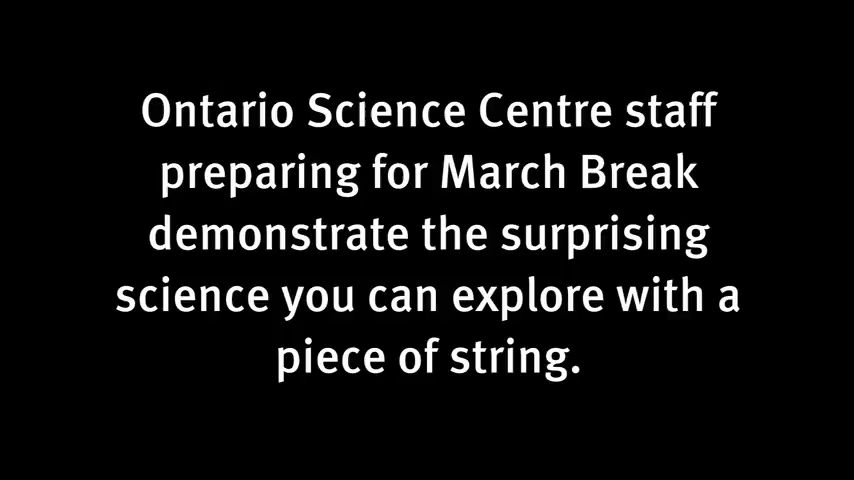 Ontario Science Centre staff
preparing for March Break
demonstrate the surprising
science you can explore with a
piece of string.